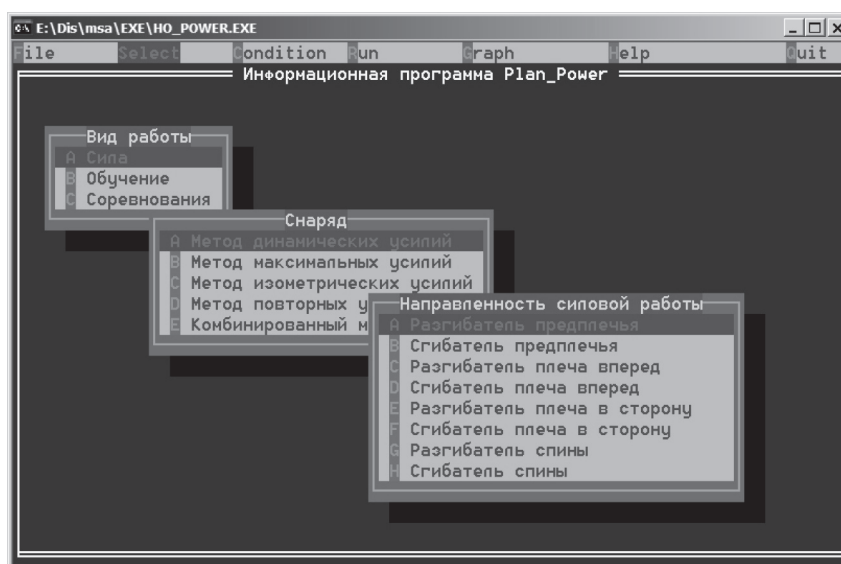 E:\Dis\msa\EXE\HO_POWER.EXE
File Select Condition Run Graph Help Quit
Информационная программа Plan_Power
Вид работы
A Сила
B Обучение
C Соревнования
Снаряд
A Метод динамических усилий
B Метод максимальных усилий
C Метод изометрических усилий
D Метод повторных у
E Комбинированный м
Направленность силовой работы
A Разгибатель предплечья
B Сгибатель предплечья
C Разгибатель плеча вперед
D Сгибатель плеча вперед
E Разгибатель плеча в сторону
F Сгибатель плеча в сторону
G Разгибатель спины
H Сгибатель спины